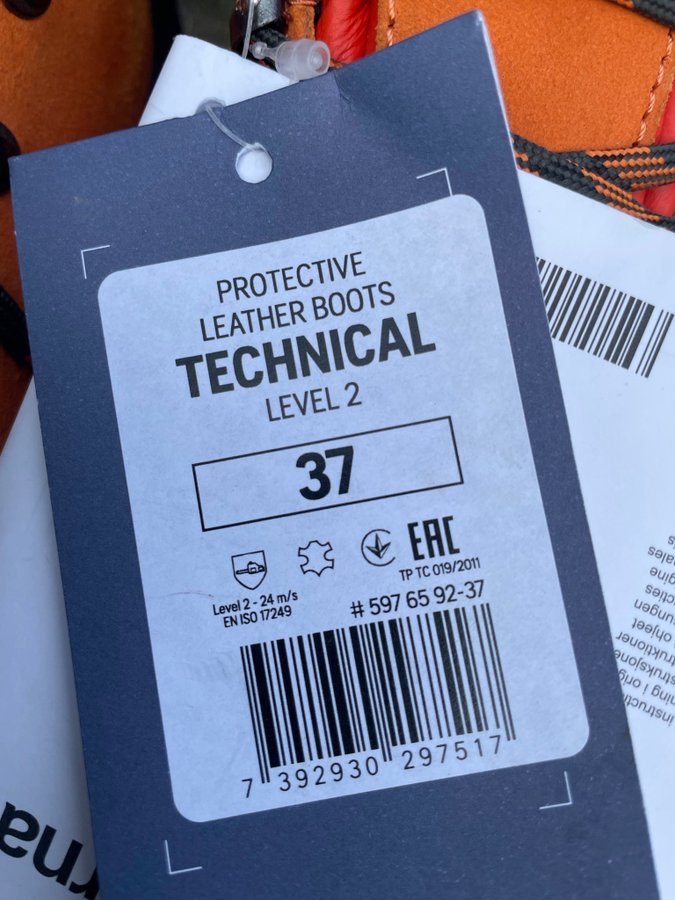 PROTECTIVE
LEATHER BOOTS
TECHNICAL
LEVEL 2
37
EAC
TP TC 019/2011
Level 2 - 24 m/s
EN ISO 17249
# 597 65 92-37
7 392930 297517
rna